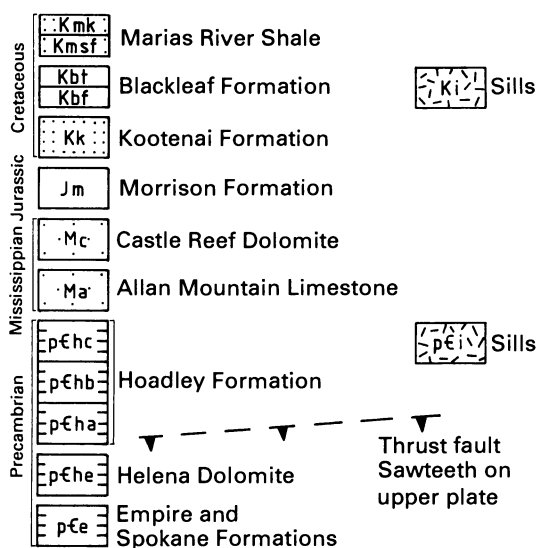 Cretaceous
Kmk
Kmsf
Marias River Shale
Kbt
Kbf
Blackleaf Formation
Ki
Sills
Kk
Kootenai Formation
Jurassic
Jm
Morrison Formation
Mississippian
Mc
Castle Reef Dolomite
Ma
Allan Mountain Limestone
Precambrian
p€hc
p€hb
p€ha
Hoadley Formation
p€i
Sills
Thrust fault
Sawteeth on
upper plate
p€he
Helena Dolomite
p€e
Empire and
Spokane Formations